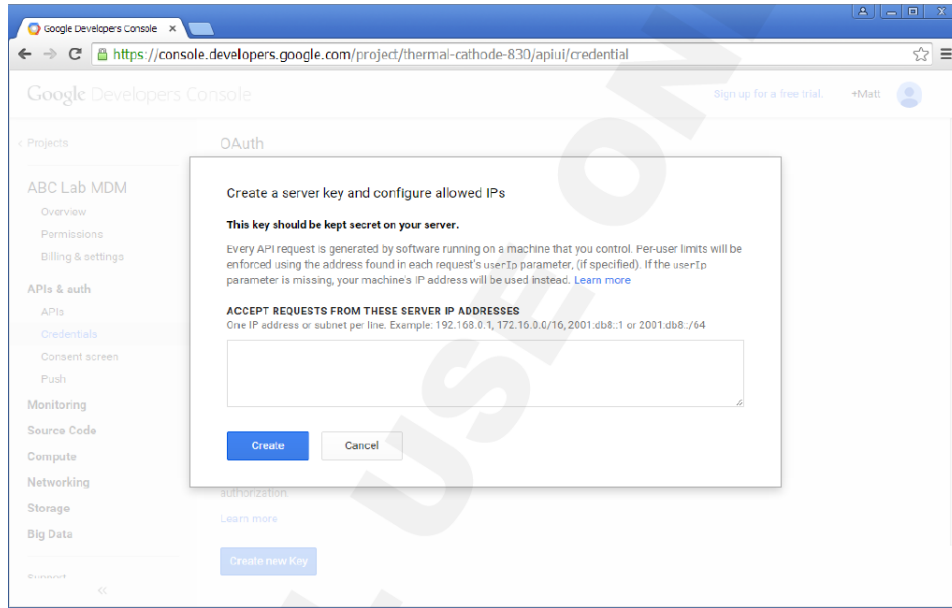 Google Developers Console
https://console.developers.google.com/project/thermal-cathode-830/apiui/credential
Google Developers Console
Sign up for a free trial.
+Matt
< Projects
OAuth
ABC Lab MDM
Overview
Permissions
Billing & settings
APIs & auth
APIs
Credentials
Consent screen
Push
Monitoring
Source Code
Compute
Networking
Storage
Big Data
Support
Create a server key and configure allowed IPs
This key should be kept secret on your server.
Every API request is generated by software running on a machine that you control. Per-user limits will be
enforced using the address found in each request's userIp parameter, (if specified). If the userIp
parameter is missing, your machine's IP address will be used instead. Learn more
ACCEPT REQUESTS FROM THESE SERVER IP ADDRESSES
One IP address or subnet per line. Example: 192.168.0.1, 172.16.0.0/16, 2001:db8::1 or 2001:db8::/64
Create
Cancel
authorization.
Learn more
Create new Key
USE ON